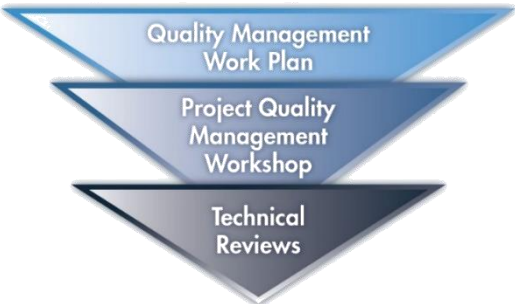 Quality Management
Work Plan
Project Quality
Management
Workshop
Technical
Reviews